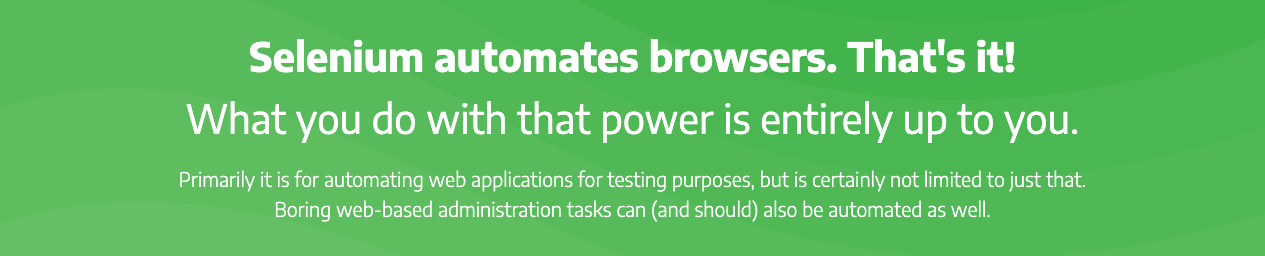 Selenium automates browsers. That's it!
What you do with that power is entirely up to you.
Primarily it is for automating web applications for testing purposes, but is certainly not limited to just that.
Boring web-based administration tasks can (and should) also be automated as well.